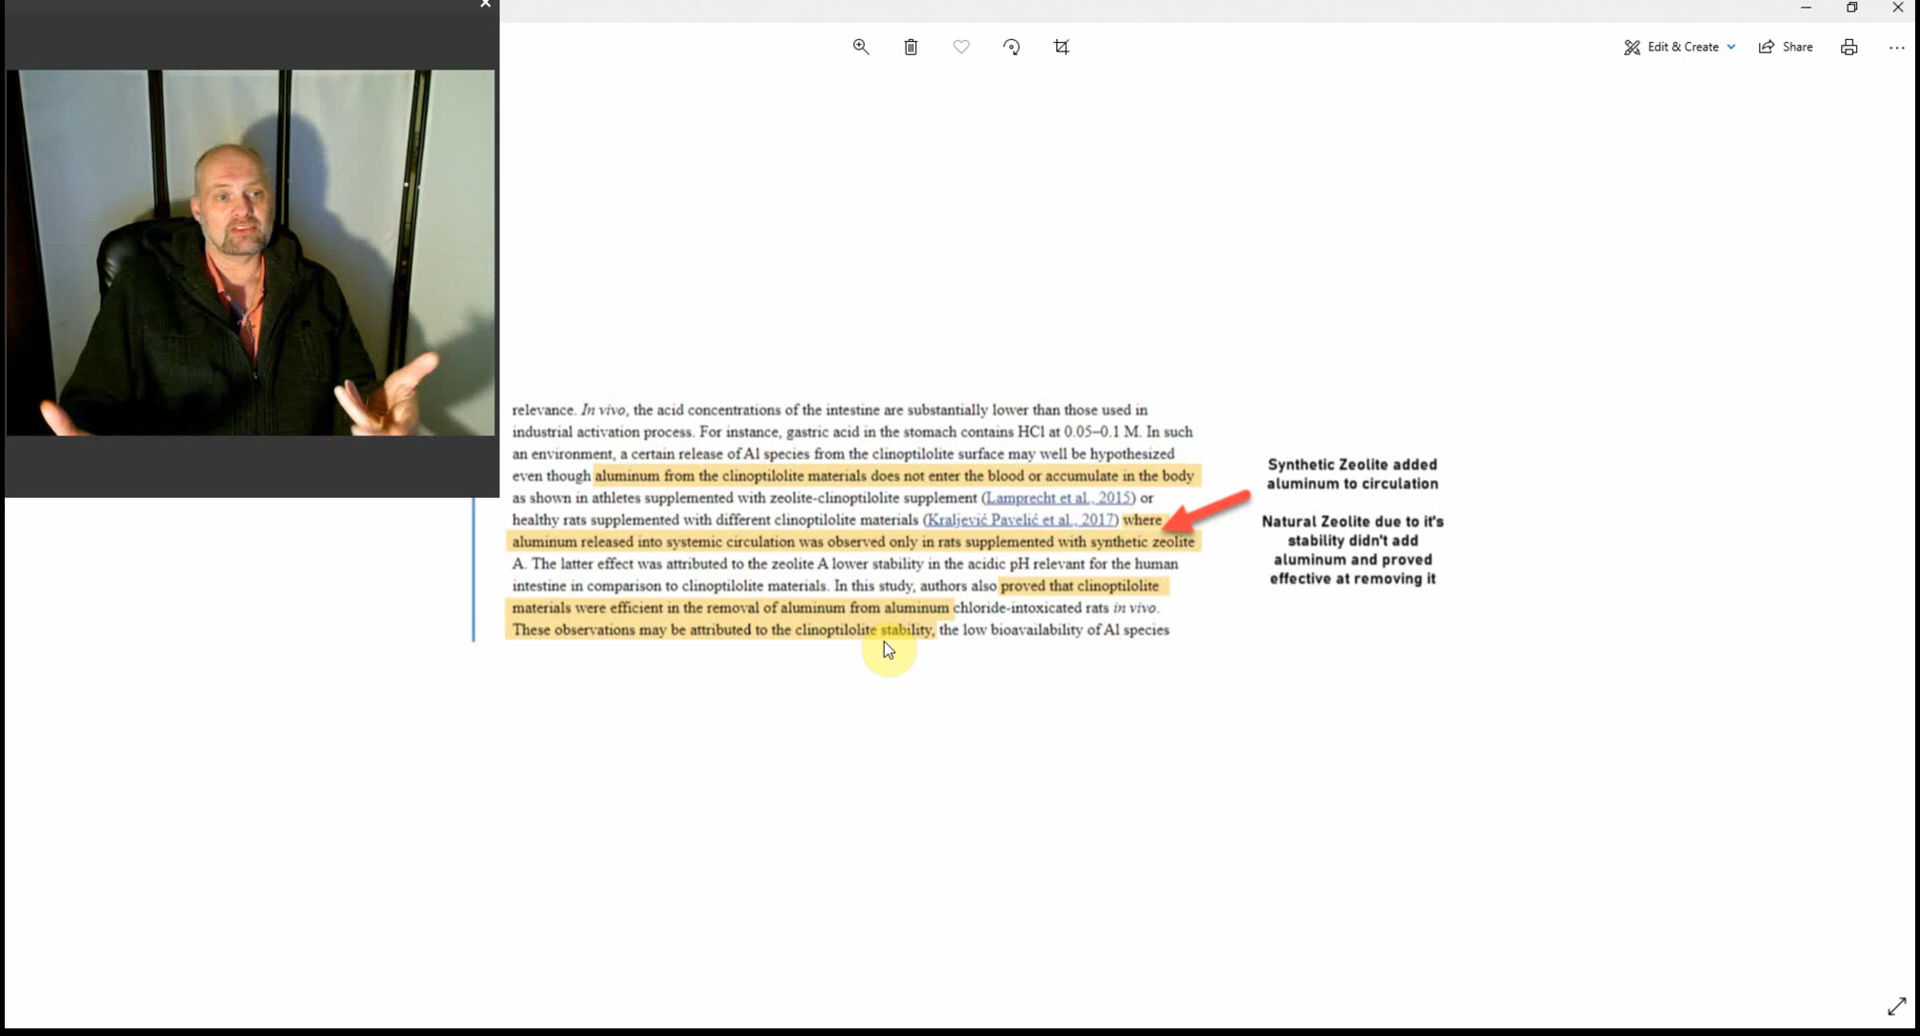 Edit & Create
Share
relevance. In vivo, the acid concentrations of the intestine are substantially lower than those used in
industrial activation process. For instance, gastric acid in the stomach contains HCl at 0.05–0.1 M. In such
an environment, a certain release of Al species from the clinoptilolite surface may well be hypothesized
even though aluminum from the clinoptilolite materials does not enter the blood or accumulate in the body
as shown in athletes supplemented with zeolite-clinoptilolite supplement (Lamprecht et al., 2015) or
healthy rats supplemented with different clinoptilolite materials (Kraljević Pavelić et al., 2017) where
aluminum released into systemic circulation was observed only in rats supplemented with synthetic zeolite
A. The latter effect was attributed to the zeolite A lower stability in the acidic pH relevant for the human
intestine in comparison to clinoptilolite materials. In this study, authors also proved that clinoptilolite
materials were efficient in the removal of aluminum from aluminum chloride-intoxicated rats in vivo.
These observations may be attributed to the clinoptilolite stability, the low bioavailability of Al species
Synthetic Zeolite added
aluminum to circulation
Natural Zeolite due to it's
stability didn't add
aluminum and proved
effective at removing it